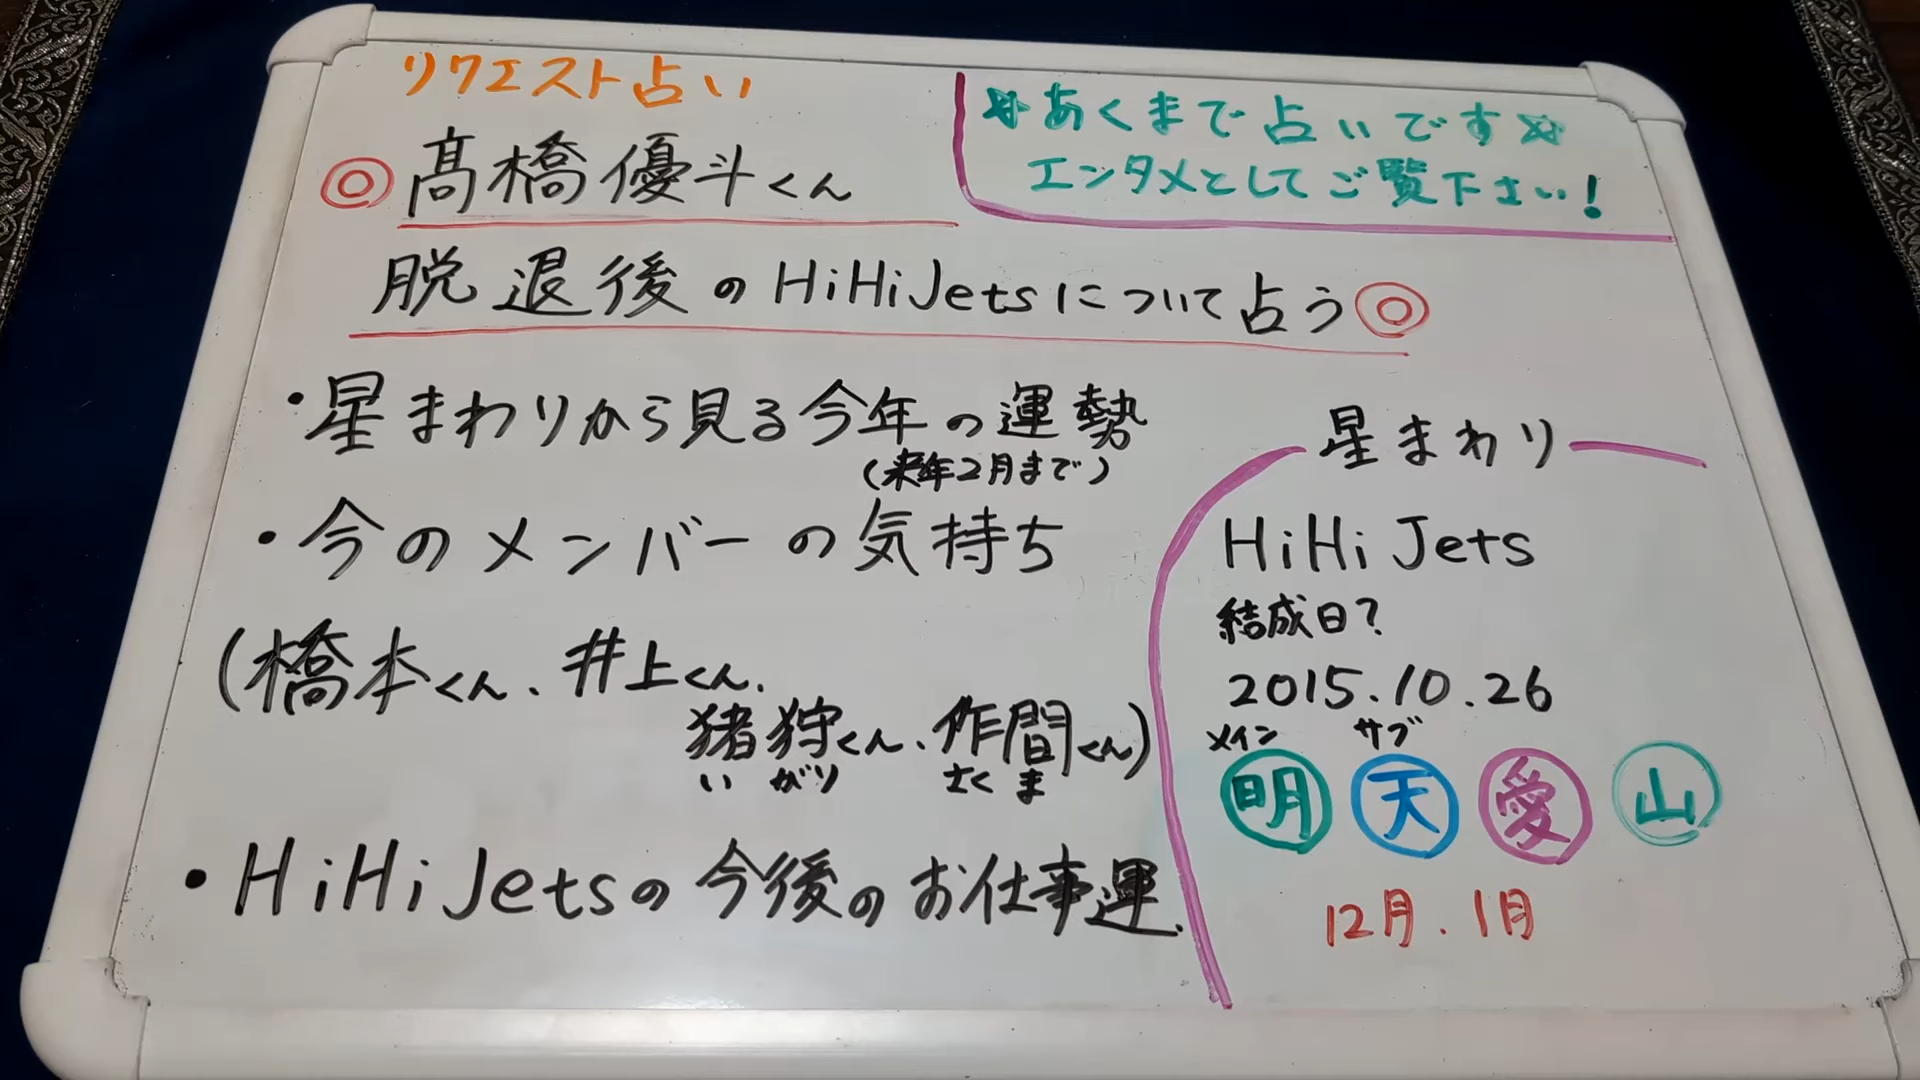 リクエスト占い
☆あくまで占いです☆
エンタメとしてご覧下さい！
◎髙橋優斗くん
脱退後のHiHiJetsについて占う◎
・星まわりから見る今年の運勢
(来年2月まで)
・今のメンバーの気持ち
(橋本くん、井上くん、
猪狩くん、作間くん)
いがり さくま
・HiHiJetsの今後のお仕事運
星まわり
HiHi Jets
結成日?
2015.10.26
メイン サブ
明 天 愛 山
12月.1月